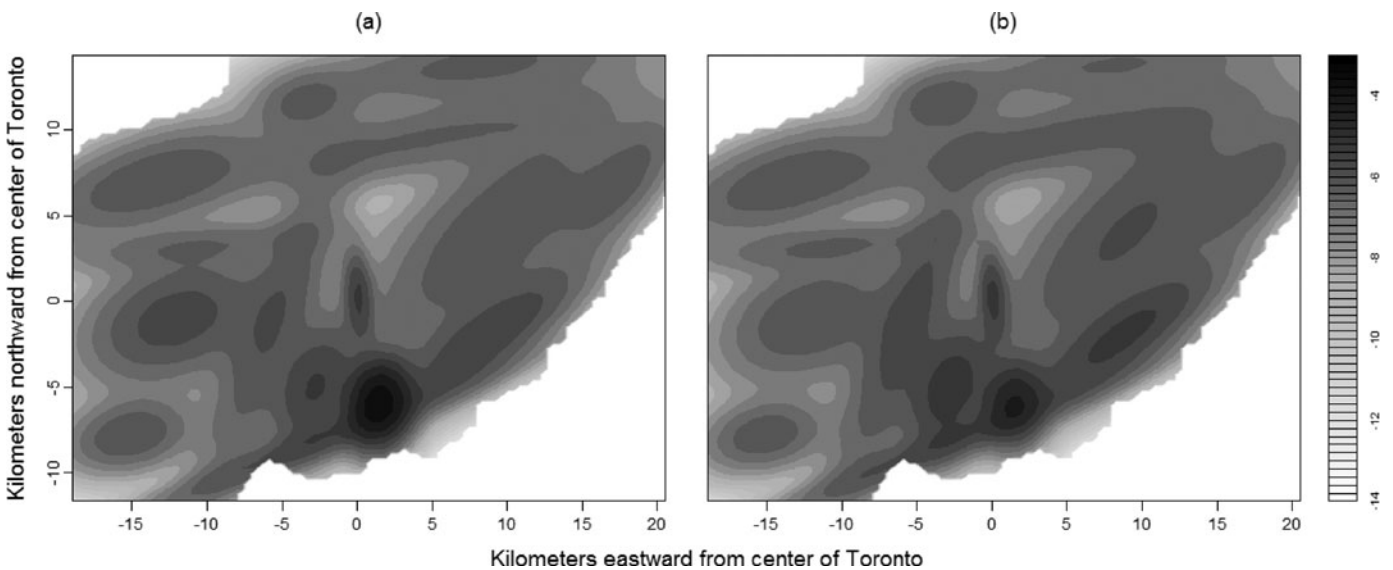 (a) (b)
Kilometers northward from center of Toronto
10
5
0
-5
-10
-15 -10 -5 0 5 10 15 20
-15 -10 -5 0 5 10 15 20
-4
-6
-8
-10
-12
-14
Kilometers eastward from center of Toronto